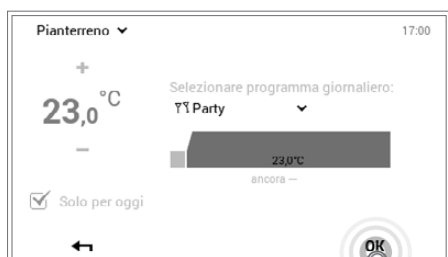 Pianterreno
17:00
+
23,0 °C
−
Selezionare programma giornaliero:
Party
23,0°C
ancora --
Solo per oggi
OK